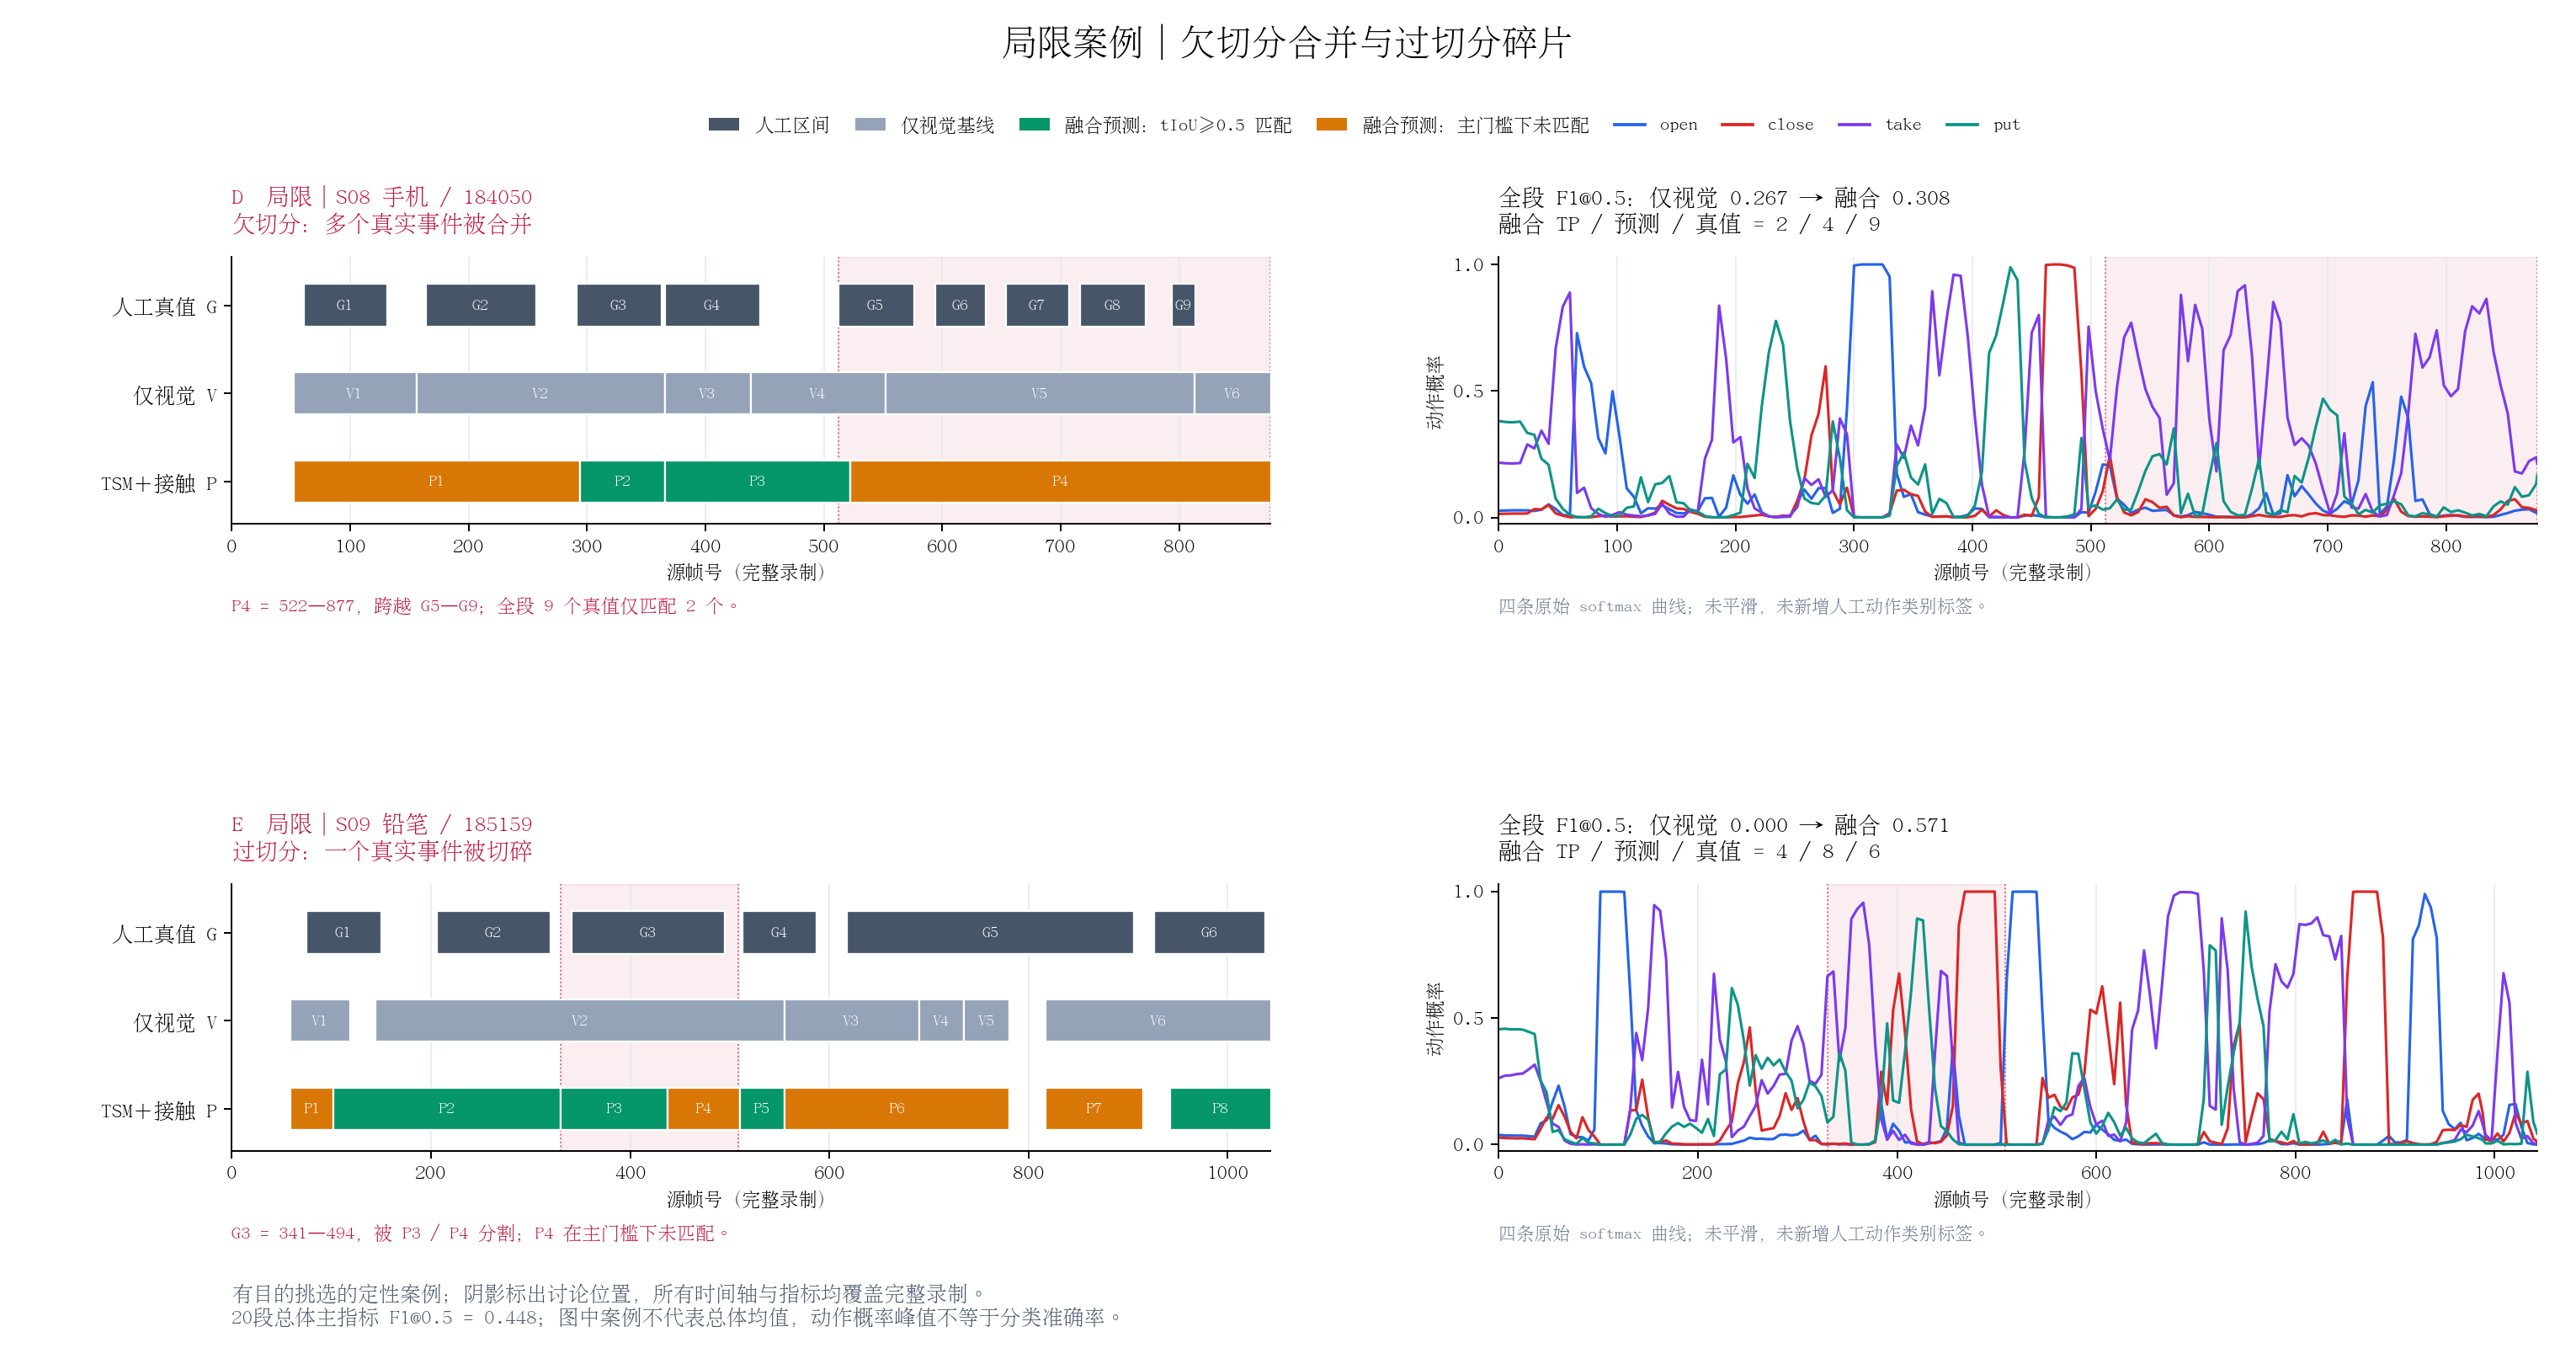 局限案例｜欠切分合并与过切分碎片
人工区间 仅视觉基线 融合预测：tIoU≥0.5 匹配 融合预测：主门槛下未匹配 open close take put
D 局限｜S08 手机 / 184050
欠切分：多个真实事件被合并
人工真值 G
G1 G2 G3 G4 G5 G6 G7 G8 G9
仅视觉 V
V1 V2 V3 V4 V5 V6
TSM＋接触 P
P1 P2 P3 P4
0 100 200 300 400 500 600 700 800
源帧号（完整录制）
P4 = 522—877，跨越 G5—G9；全段 9 个真值仅匹配 2 个。
全段 F1@0.5：仅视觉 0.267 → 融合 0.308
融合 TP / 预测 / 真值 = 2 / 4 / 9
动作概率
1.0
0.5
0.0
0 100 200 300 400 500 600 700 800
源帧号（完整录制）
四条原始 softmax 曲线；未平滑，未新增人工动作类别标签。
E 局限｜S09 铅笔 / 185159
过切分：一个真实事件被切碎
人工真值 G
G1 G2 G3 G4 G5 G6
仅视觉 V
V1 V2 V3 V4 V5 V6
TSM＋接触 P
P1 P2 P3 P4 P5 P6 P7 P8
0 200 400 600 800 1000
源帧号（完整录制）
G3 = 341—494，被 P3 / P4 分割；P4 在主门槛下未匹配。
全段 F1@0.5：仅视觉 0.000 → 融合 0.571
融合 TP / 预测 / 真值 = 4 / 8 / 6
动作概率
1.0
0.5
0.0
0 200 400 600 800 1000
源帧号（完整录制）
四条原始 softmax 曲线；未平滑，未新增人工动作类别标签。
有目的挑选的定性案例；阴影标出讨论位置，所有时间轴与指标均覆盖完整录制。
20段总体主指标 F1@0.5 = 0.448；图中案例不代表总体均值，动作概率峰值不等于分类准确率。